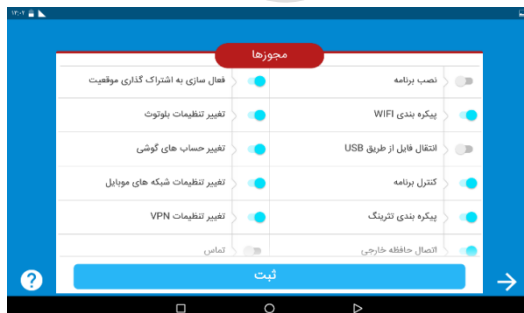 ۱۳:۰۲
مجوزها
نصب برنامه
فعال سازی به اشتراک گذاری موقعیت
پیکره بندی WIFI
تغییر تنظیمات بلوتوث
انتقال فایل از طریق USB
تغییر حساب های گوشی
کنترل برنامه
تغییر تنظیمات شبکه های موبایل
پیکره بندی تترینگ
تغییر تنظیمات VPN
اتصال حافظه خارجی
تماس
ثبت
?